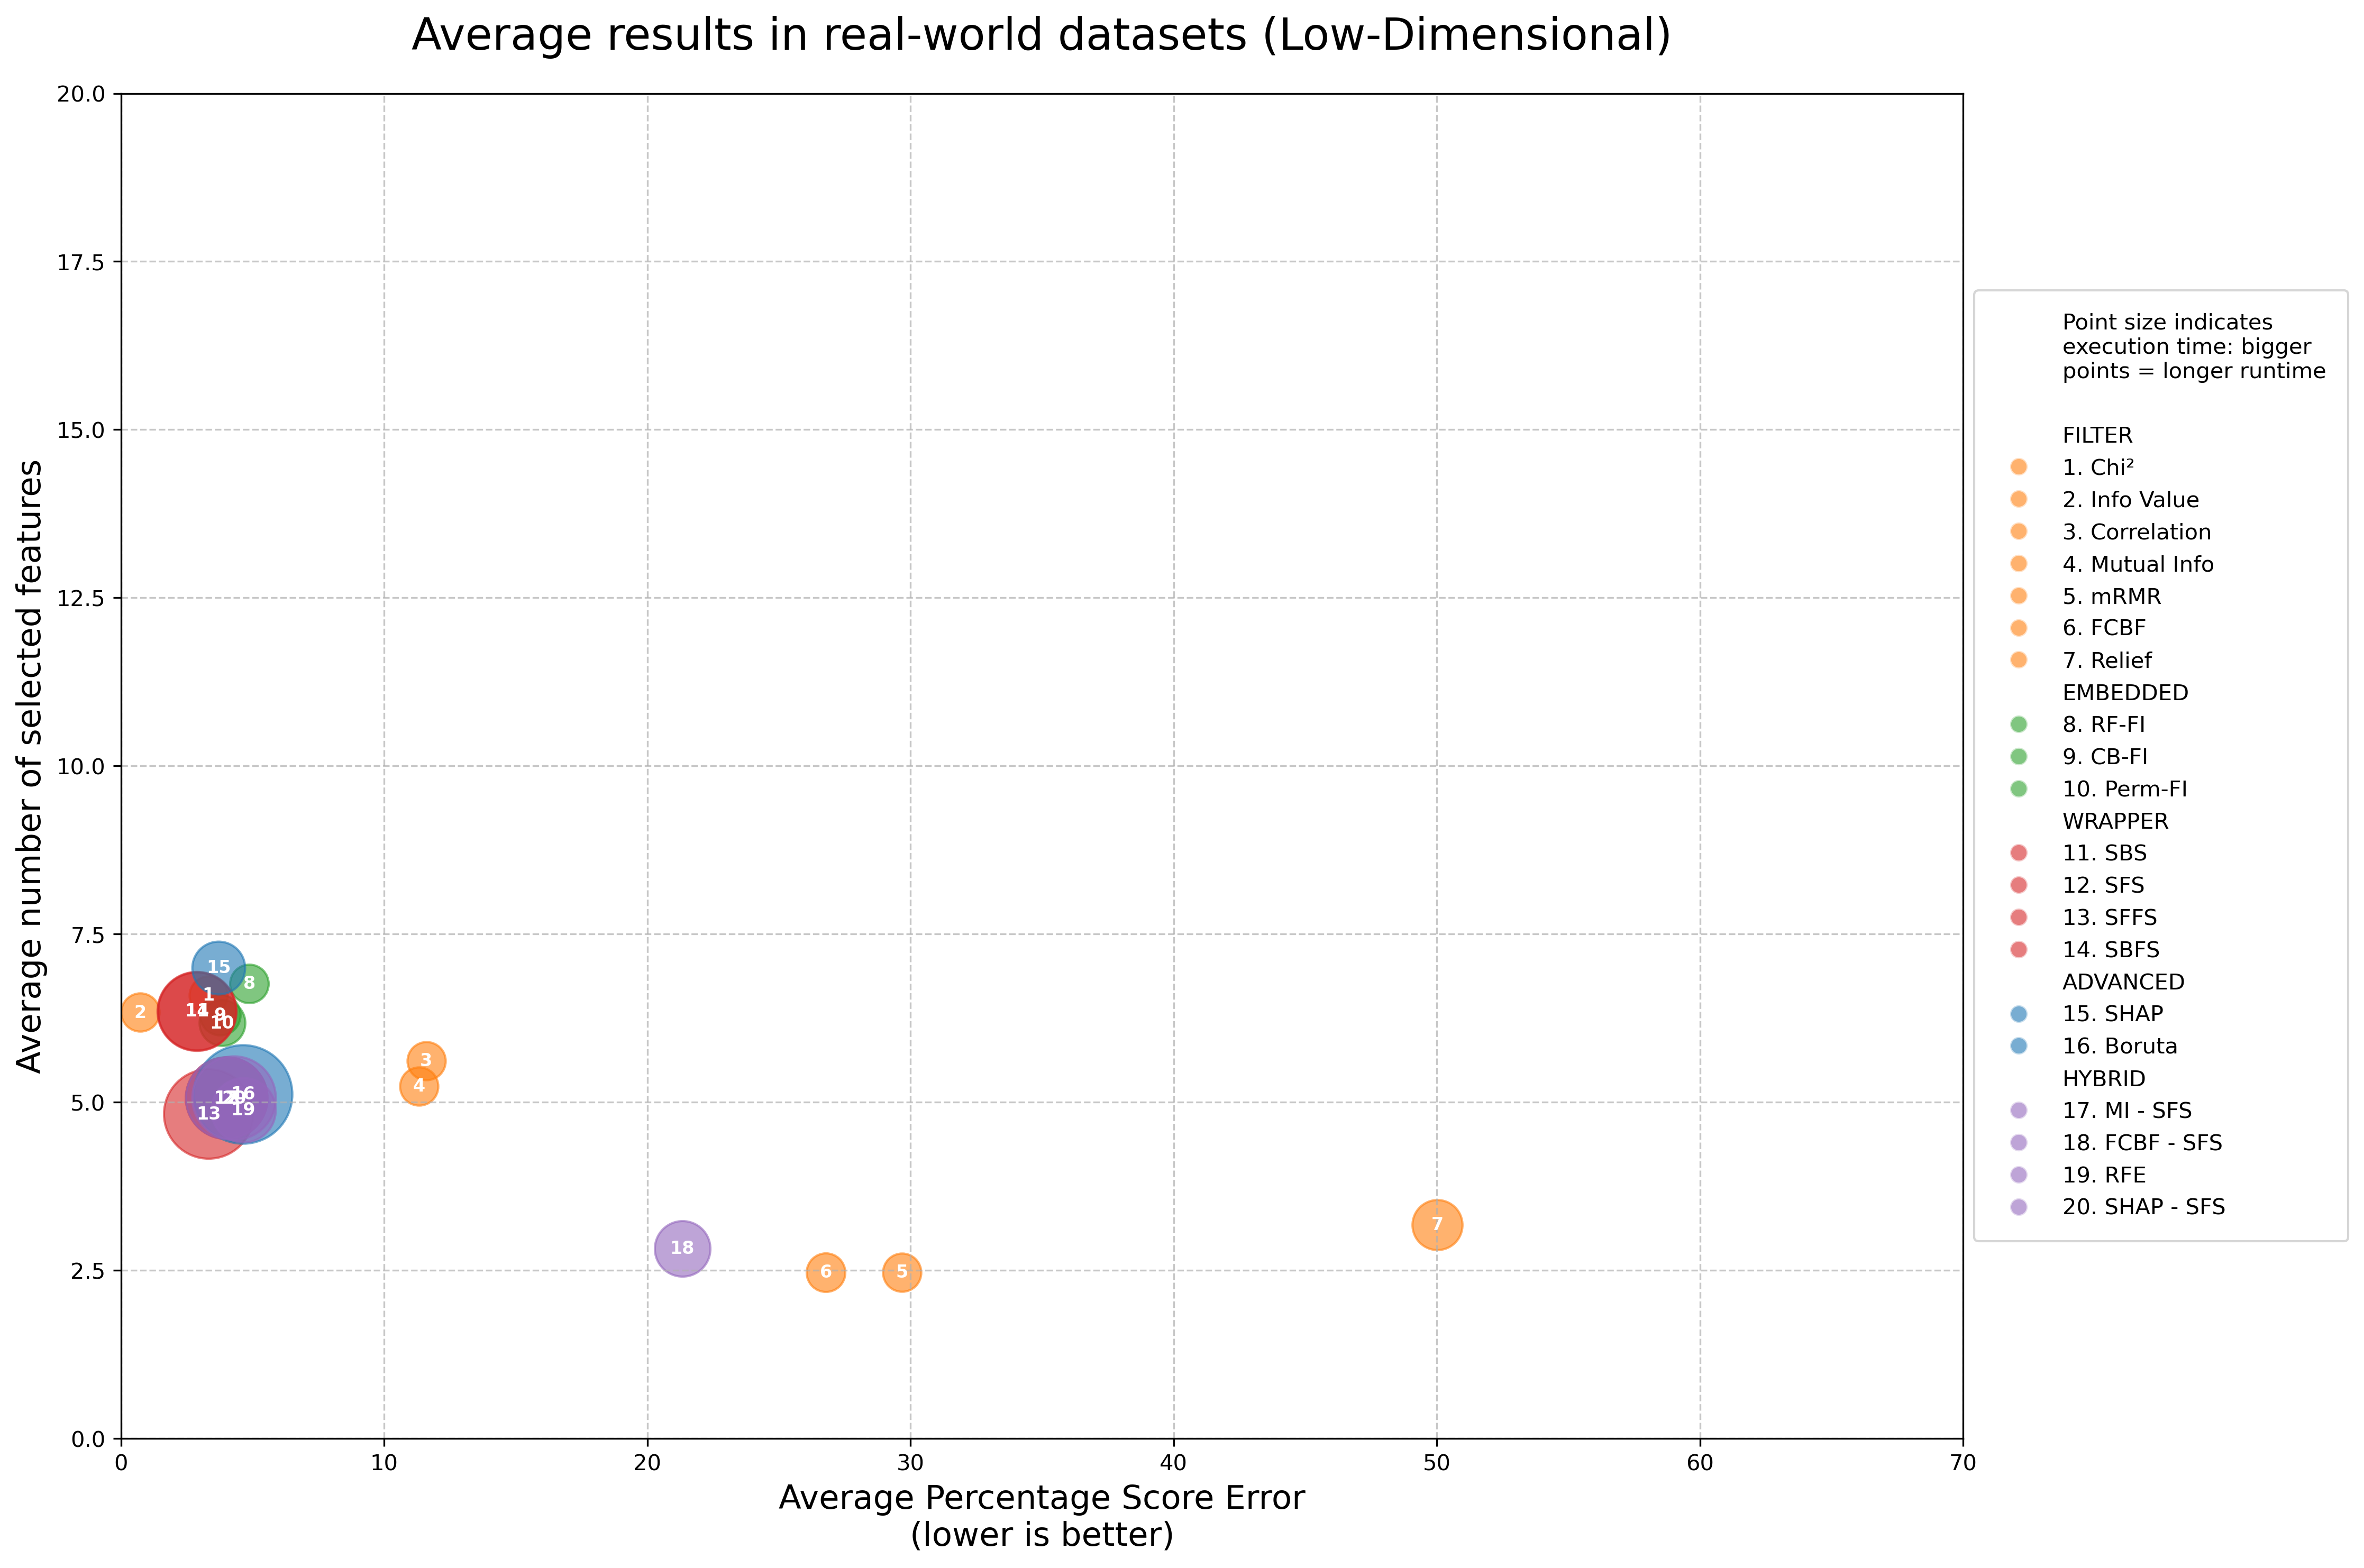 Average results in real-world datasets (Low-Dimensional)
20.0
17.5
15.0
12.5
10.0
7.5
5.0
2.5
0.0
Average number of selected features
15
8
1
2
14
9
10
3
4
16
19
13
18
6
5
7
0 10 20 30 40 50 60 70
Average Percentage Score Error
(lower is better)
Point size indicates
execution time: bigger
points = longer runtime
FILTER
1. Chi²
2. Info Value
3. Correlation
4. Mutual Info
5. mRMR
6. FCBF
7. Relief
EMBEDDED
8. RF-FI
9. CB-FI
10. Perm-FI
WRAPPER
11. SBS
12. SFS
13. SFFS
14. SBFS
ADVANCED
15. SHAP
16. Boruta
HYBRID
17. MI - SFS
18. FCBF - SFS
19. RFE
20. SHAP - SFS